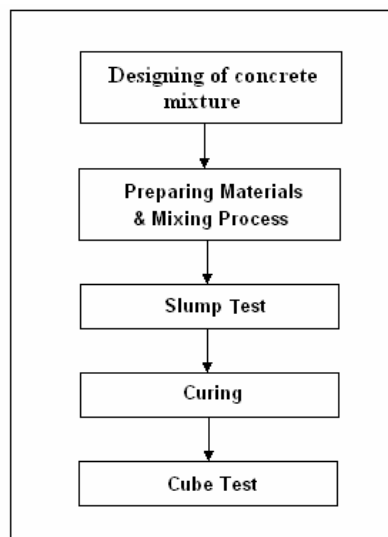 Designing of concrete
mixture
Preparing Materials
& Mixing Process
Slump Test
Curing
Cube Test